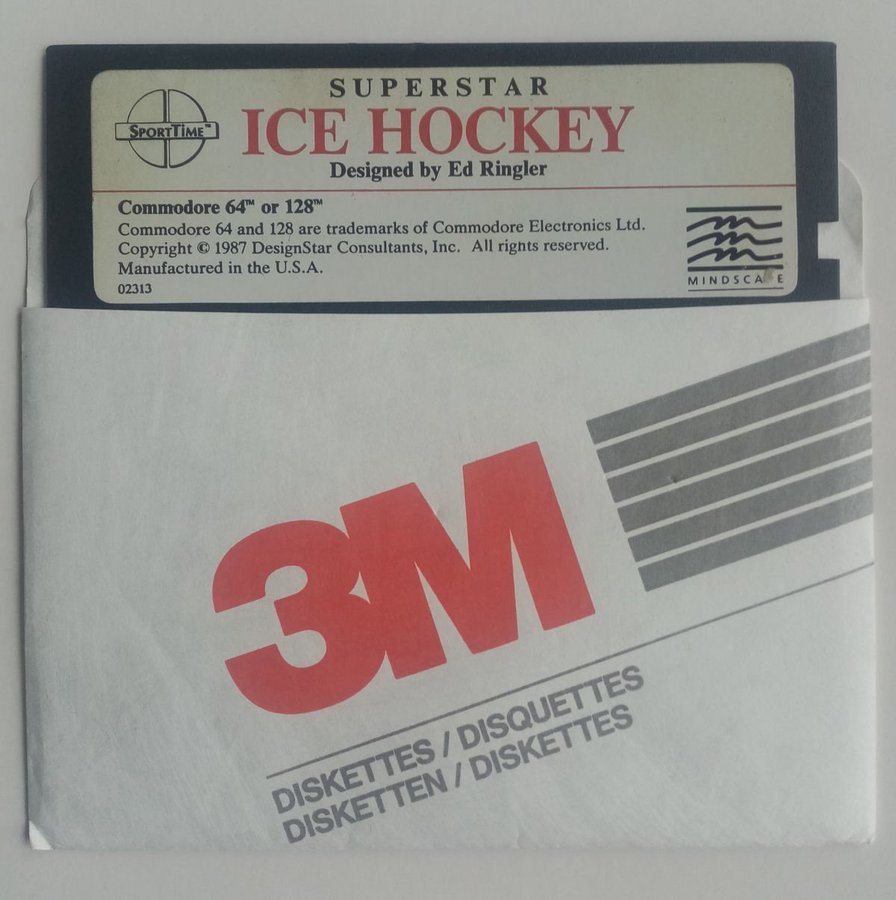 SUPERSTAR
SPORTTIME™
ICE HOCKEY
Designed by Ed Ringler
Commodore 64™ or 128™
Commodore 64 and 128 are trademarks of Commodore Electronics Ltd.
Copyright © 1987 DesignStar Consultants, Inc. All rights reserved.
Manufactured in the U.S.A.
02313
MINDSCAPE
3M
DISKETTES / DISQUETTES
DISKETTEN / DISKETTES